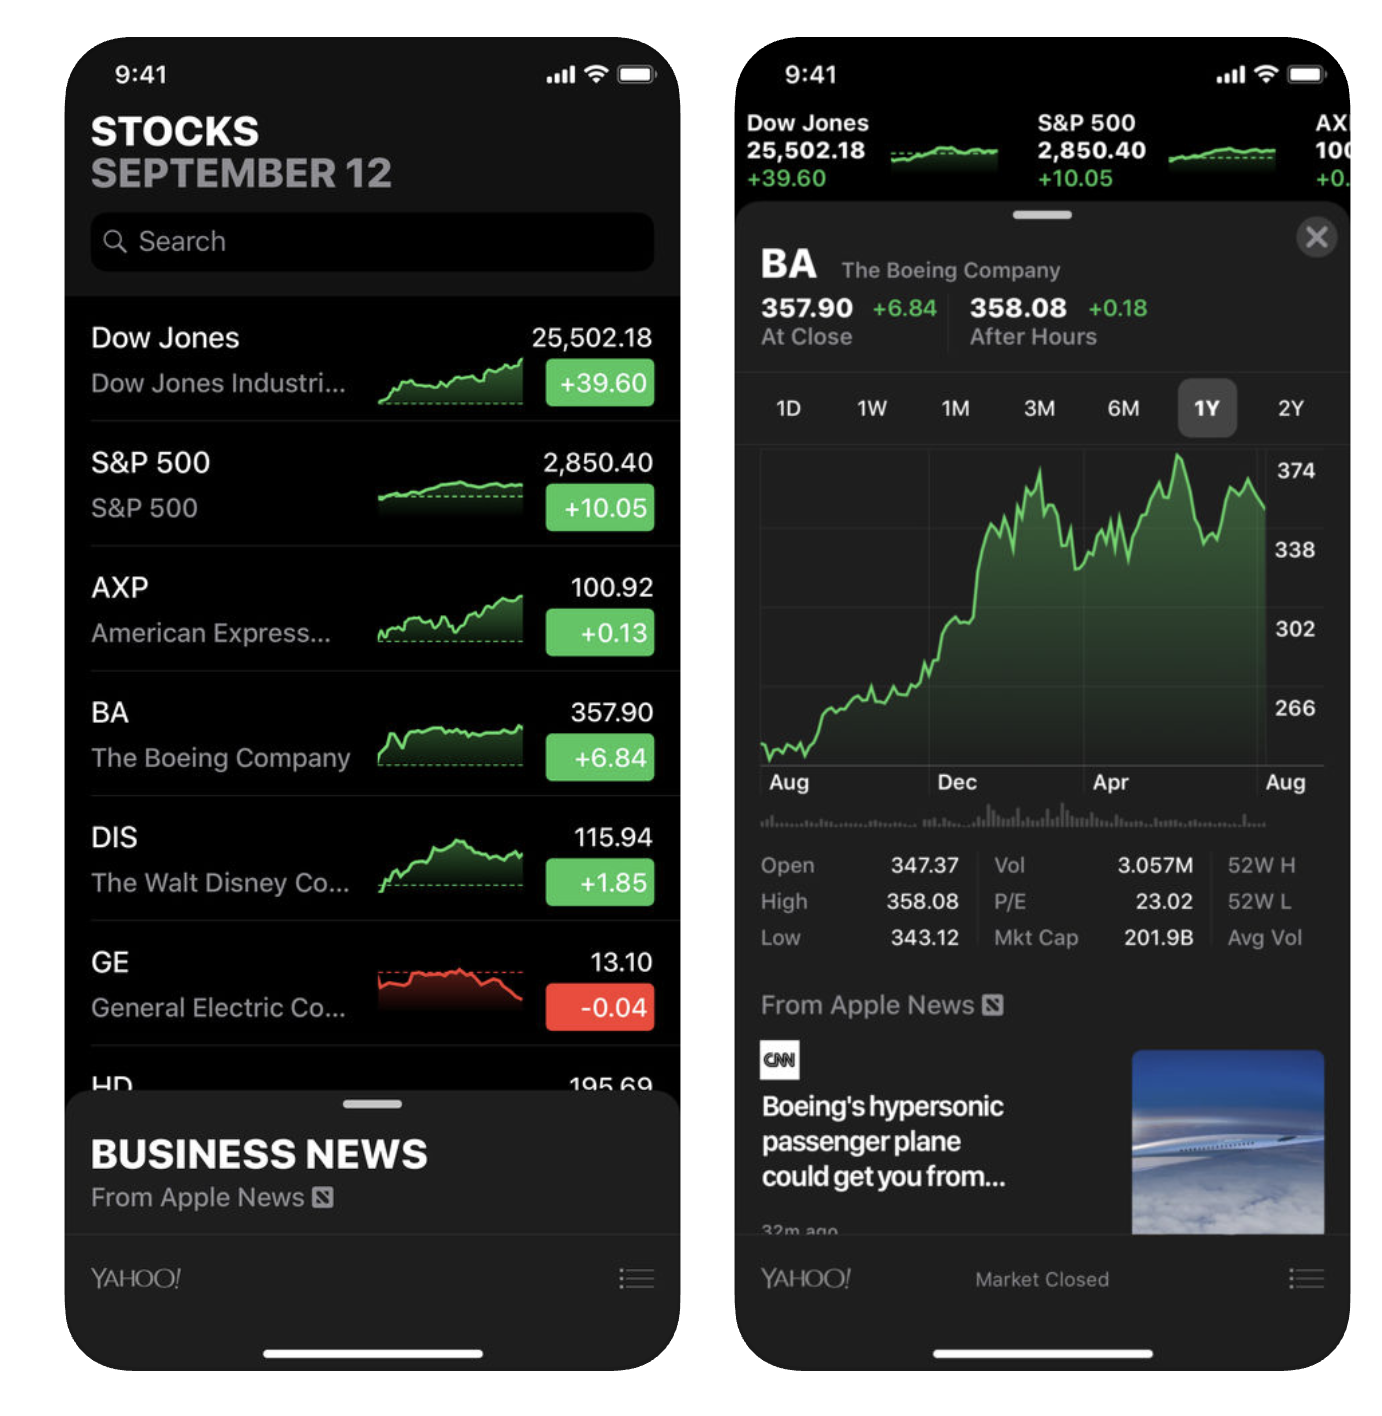 9:41
STOCKS
SEPTEMBER 12
Search
Dow Jones 25,502.18
Dow Jones Industri... +39.60
S&P 500 2,850.40
S&P 500 +10.05
AXP 100.92
American Express... +0.13
BA 357.90
The Boeing Company +6.84
DIS 115.94
The Walt Disney Co... +1.85
GE 13.10
General Electric Co... -0.04
HD 195.69
BUSINESS NEWS
From Apple News
YAHOO!
9:41
Dow Jones S&P 500 AX
25,502.18 2,850.40 100
+39.60 +10.05 +0.
BA The Boeing Company
357.90 +6.84 358.08 +0.18
At Close After Hours
1D 1W 1M 3M 6M 1Y 2Y
374
338
302
266
Aug Dec Apr Aug
Open 347.37 Vol 3.057M 52W H
High 358.08 P/E 23.02 52W L
Low 343.12 Mkt Cap 201.9B Avg Vol
From Apple News
CNN
Boeing's hypersonic
passenger plane
could get you from...
32m ago
YAHOO! Market Closed